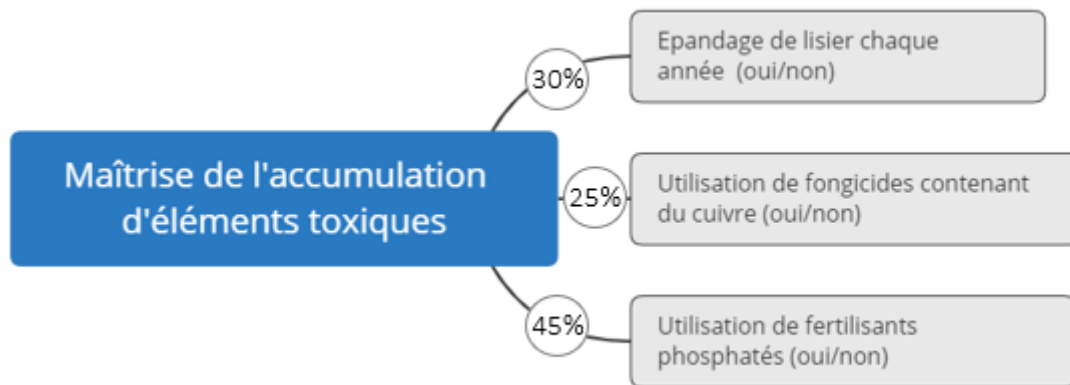 Epandage de lisier chaque
année (oui/non)
30%
Maîtrise de l'accumulation
d'éléments toxiques
25%
Utilisation de fongicides contenant
du cuivre (oui/non)
45%
Utilisation de fertilisants
phosphatés (oui/non)